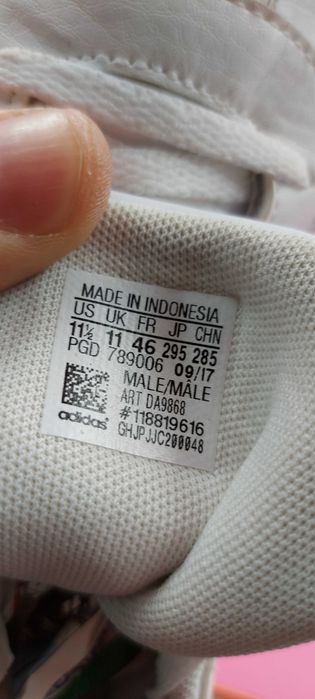 MADE IN INDONESIA
US UK FR JP CHN
11½ 11 46 295 285
PGD 789006 09/17
MALE/MÂLE
ART DA9868
#118819616
adidas
GHJPJJC200048